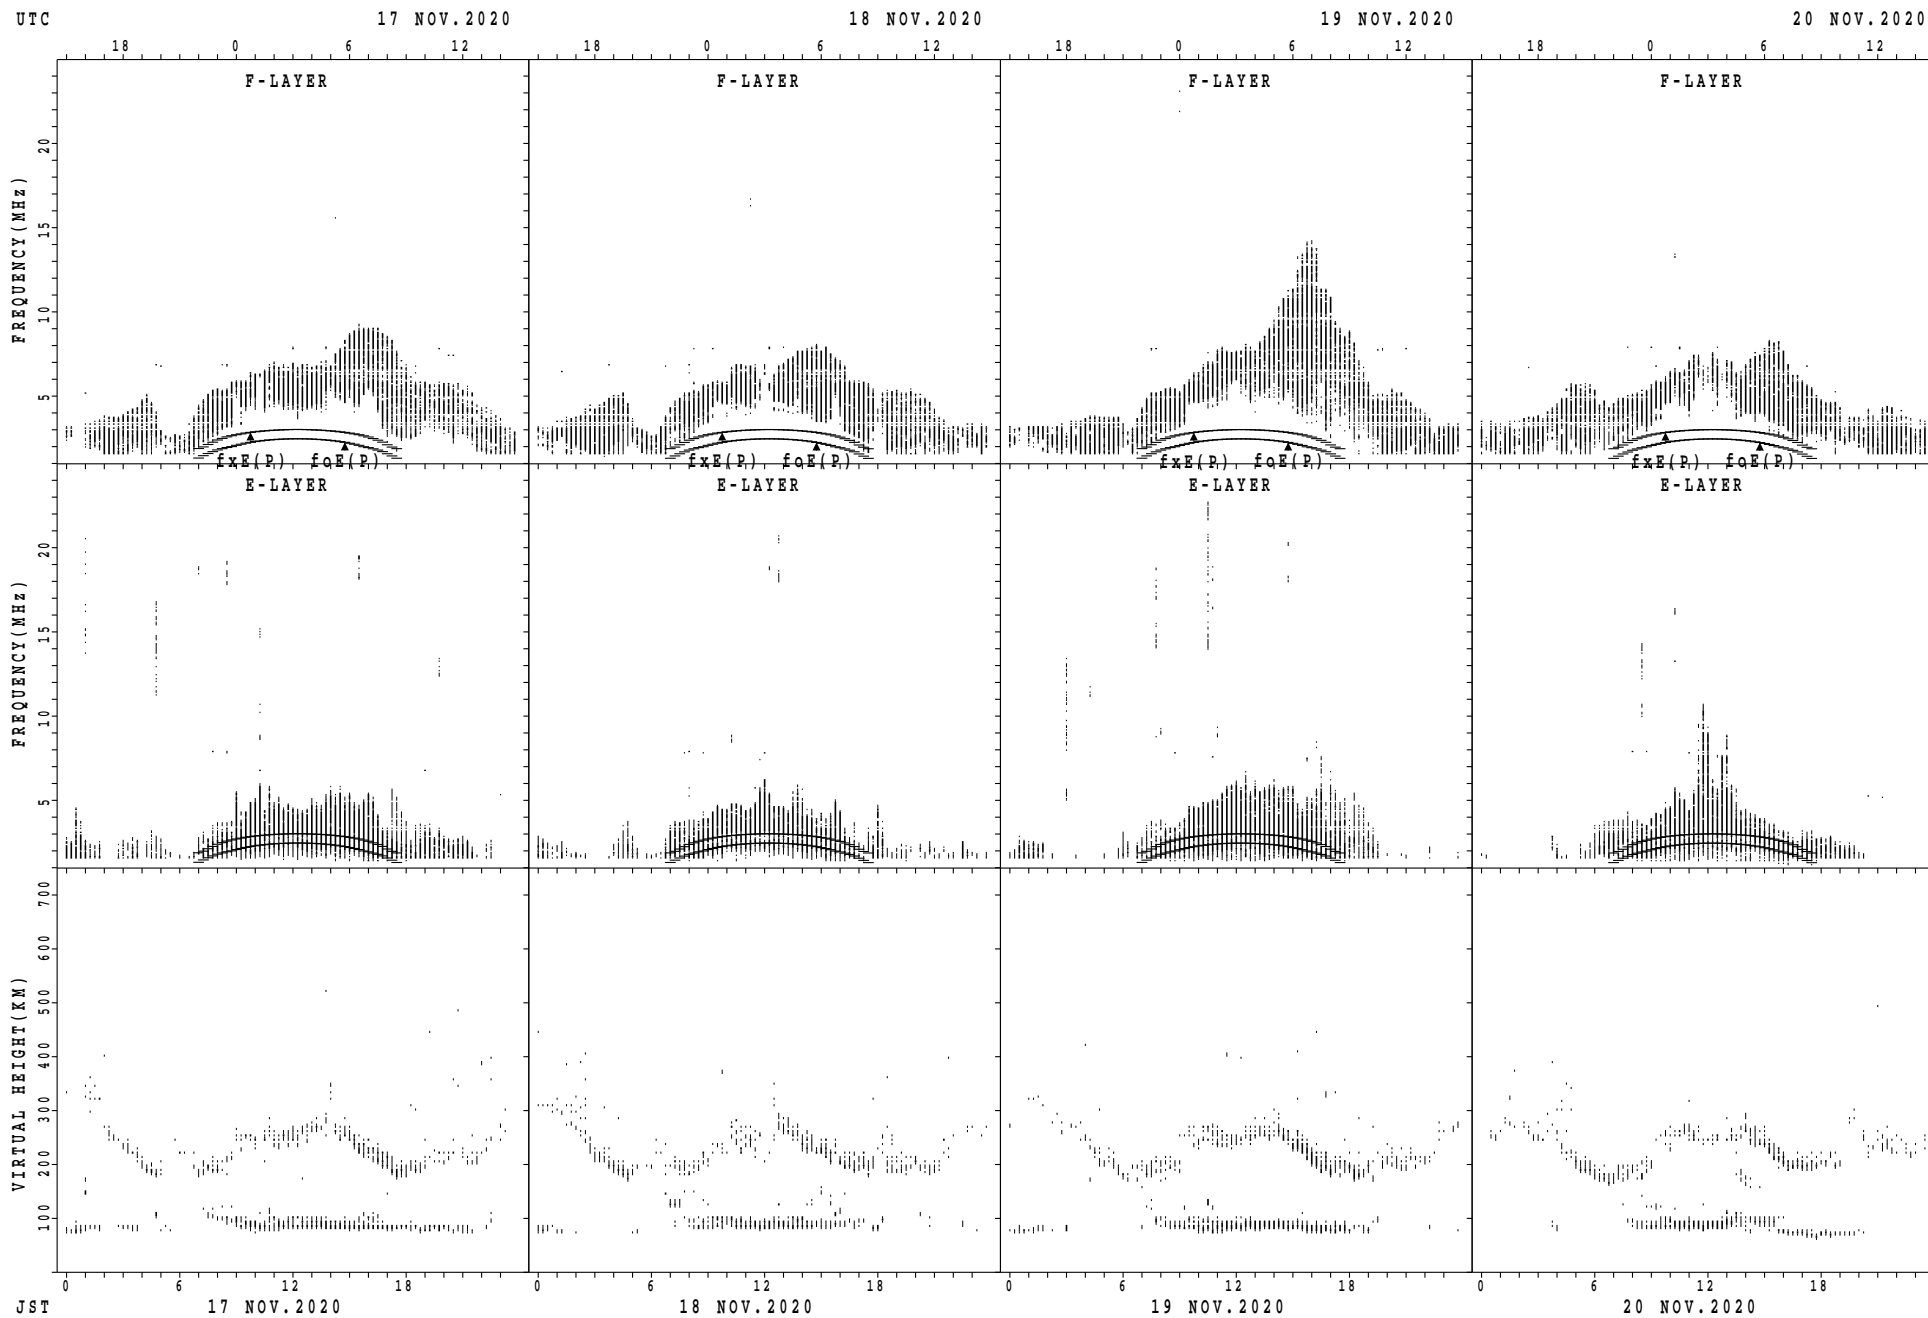 UTC 17 NOV.2020 18 NOV.2020 19 NOV.2020 20 NOV.2020
18 0 6 12 18 0 6 12 18 0 6 12 18 0 6 12
F-LAYER F-LAYER F-LAYER F-LAYER
FREQUENCY(MHz)
20
15
10
5
fxE(P) foE(P) fxE(P) foE(P) fxE(P) foE(P) fxE(P) foE(P)
E-LAYER E-LAYER E-LAYER E-LAYER
FREQUENCY(MHz)
20
15
10
5
VIRTUAL HEIGHT(KM)
700
600
500
400
300
200
100
0 6 12 18 0 6 12 18 0 6 12 18 0 6 12 18
JST 17 NOV.2020 18 NOV.2020 19 NOV.2020 20 NOV.2020